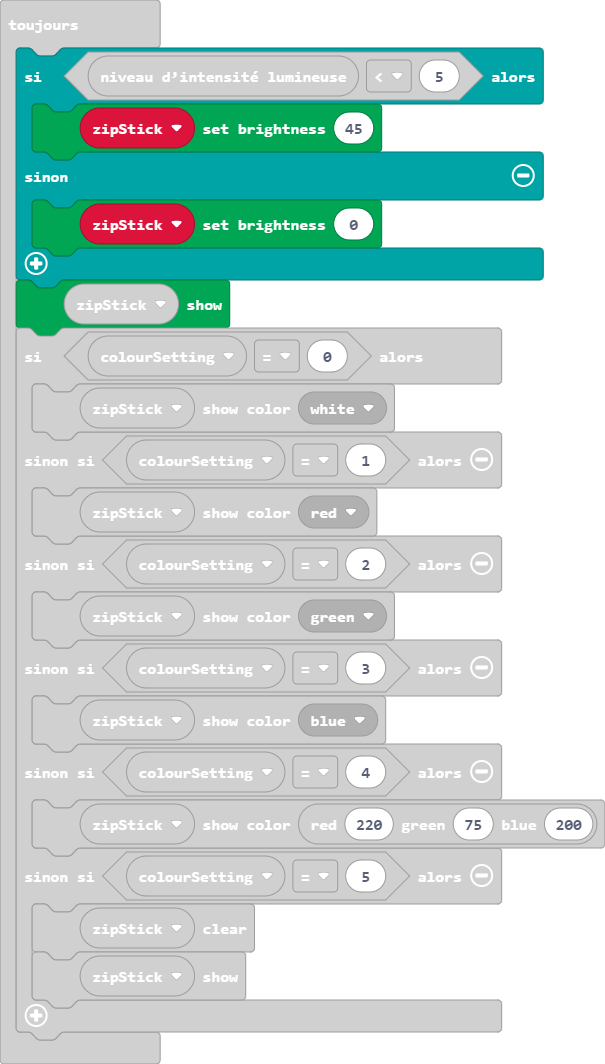 toujours
si niveau d'intensité lumineuse < 5 alors
zipStick set brightness 45
sinon
zipStick set brightness 0
zipStick show
si colourSetting = 0 alors
zipStick show color white
sinon si colourSetting = 1 alors
zipStick show color red
sinon si colourSetting = 2 alors
zipStick show color green
sinon si colourSetting = 3 alors
zipStick show color blue
sinon si colourSetting = 4 alors
zipStick show color red 220 green 75 blue 200
sinon si colourSetting = 5 alors
zipStick clear
zipStick show